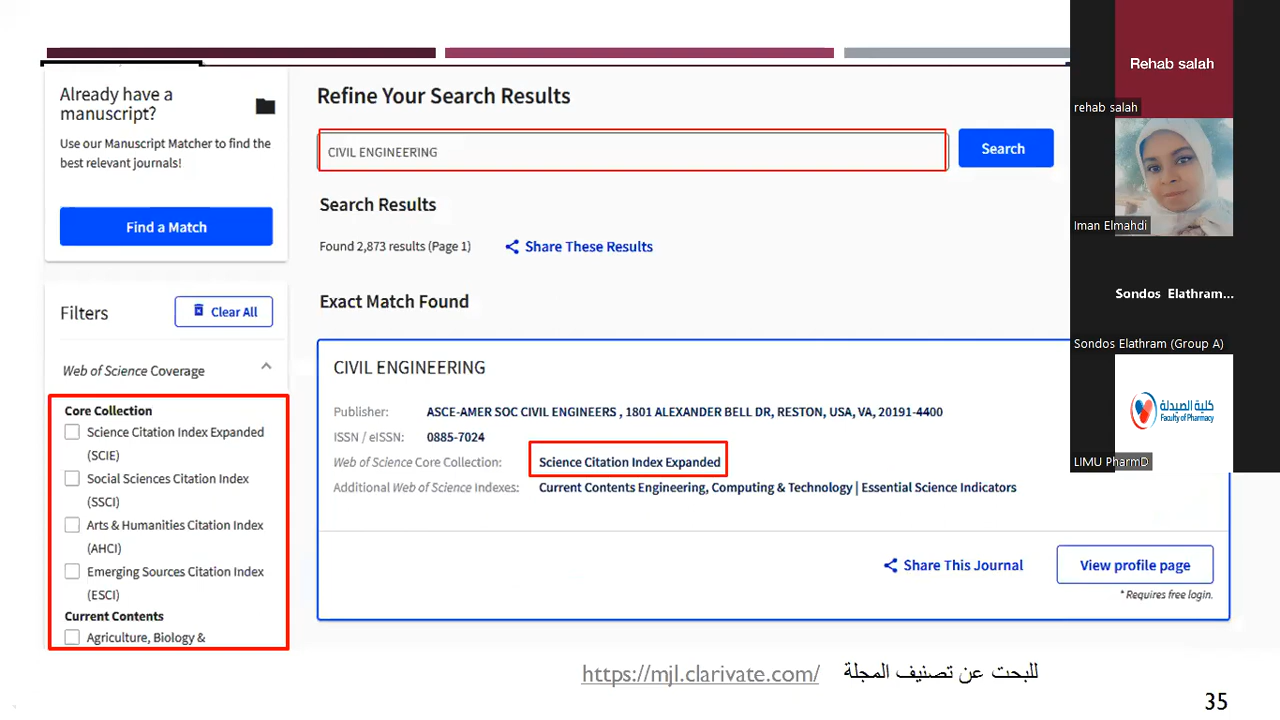 Already have a
manuscript?
Use our Manuscript Matcher to find the
best relevant journals!
Find a Match
Filters
Clear All
Web of Science Coverage
Core Collection
Science Citation Index Expanded
(SCIE)
Social Sciences Citation Index
(SSCI)
Arts & Humanities Citation Index
(AHCI)
Emerging Sources Citation Index
(ESCI)
Current Contents
Agriculture, Biology &
Refine Your Search Results
CIVIL ENGINEERING
Search
Search Results
Found 2,873 results (Page 1)
Share These Results
Exact Match Found
CIVIL ENGINEERING
Publisher: ASCE-AMER SOC CIVIL ENGINEERS , 1801 ALEXANDER BELL DR, RESTON, USA, VA, 20191-4400
ISSN / eISSN: 0885-7024
Web of Science Core Collection: Science Citation Index Expanded
Additional Web of Science Indexes: Current Contents Engineering, Computing & Technology | Essential Science Indicators
Share This Journal
View profile page
* Requires free login.
للبحث عن تصنيف المجلة https://mjl.clarivate.com/
35
Rehab salah
rehab salah
Iman Elmahdi
Sondos Elathram...
Sondos Elathram (Group A)
كلية الصيدلة
Faculty of Pharmacy
LIMU PharmD